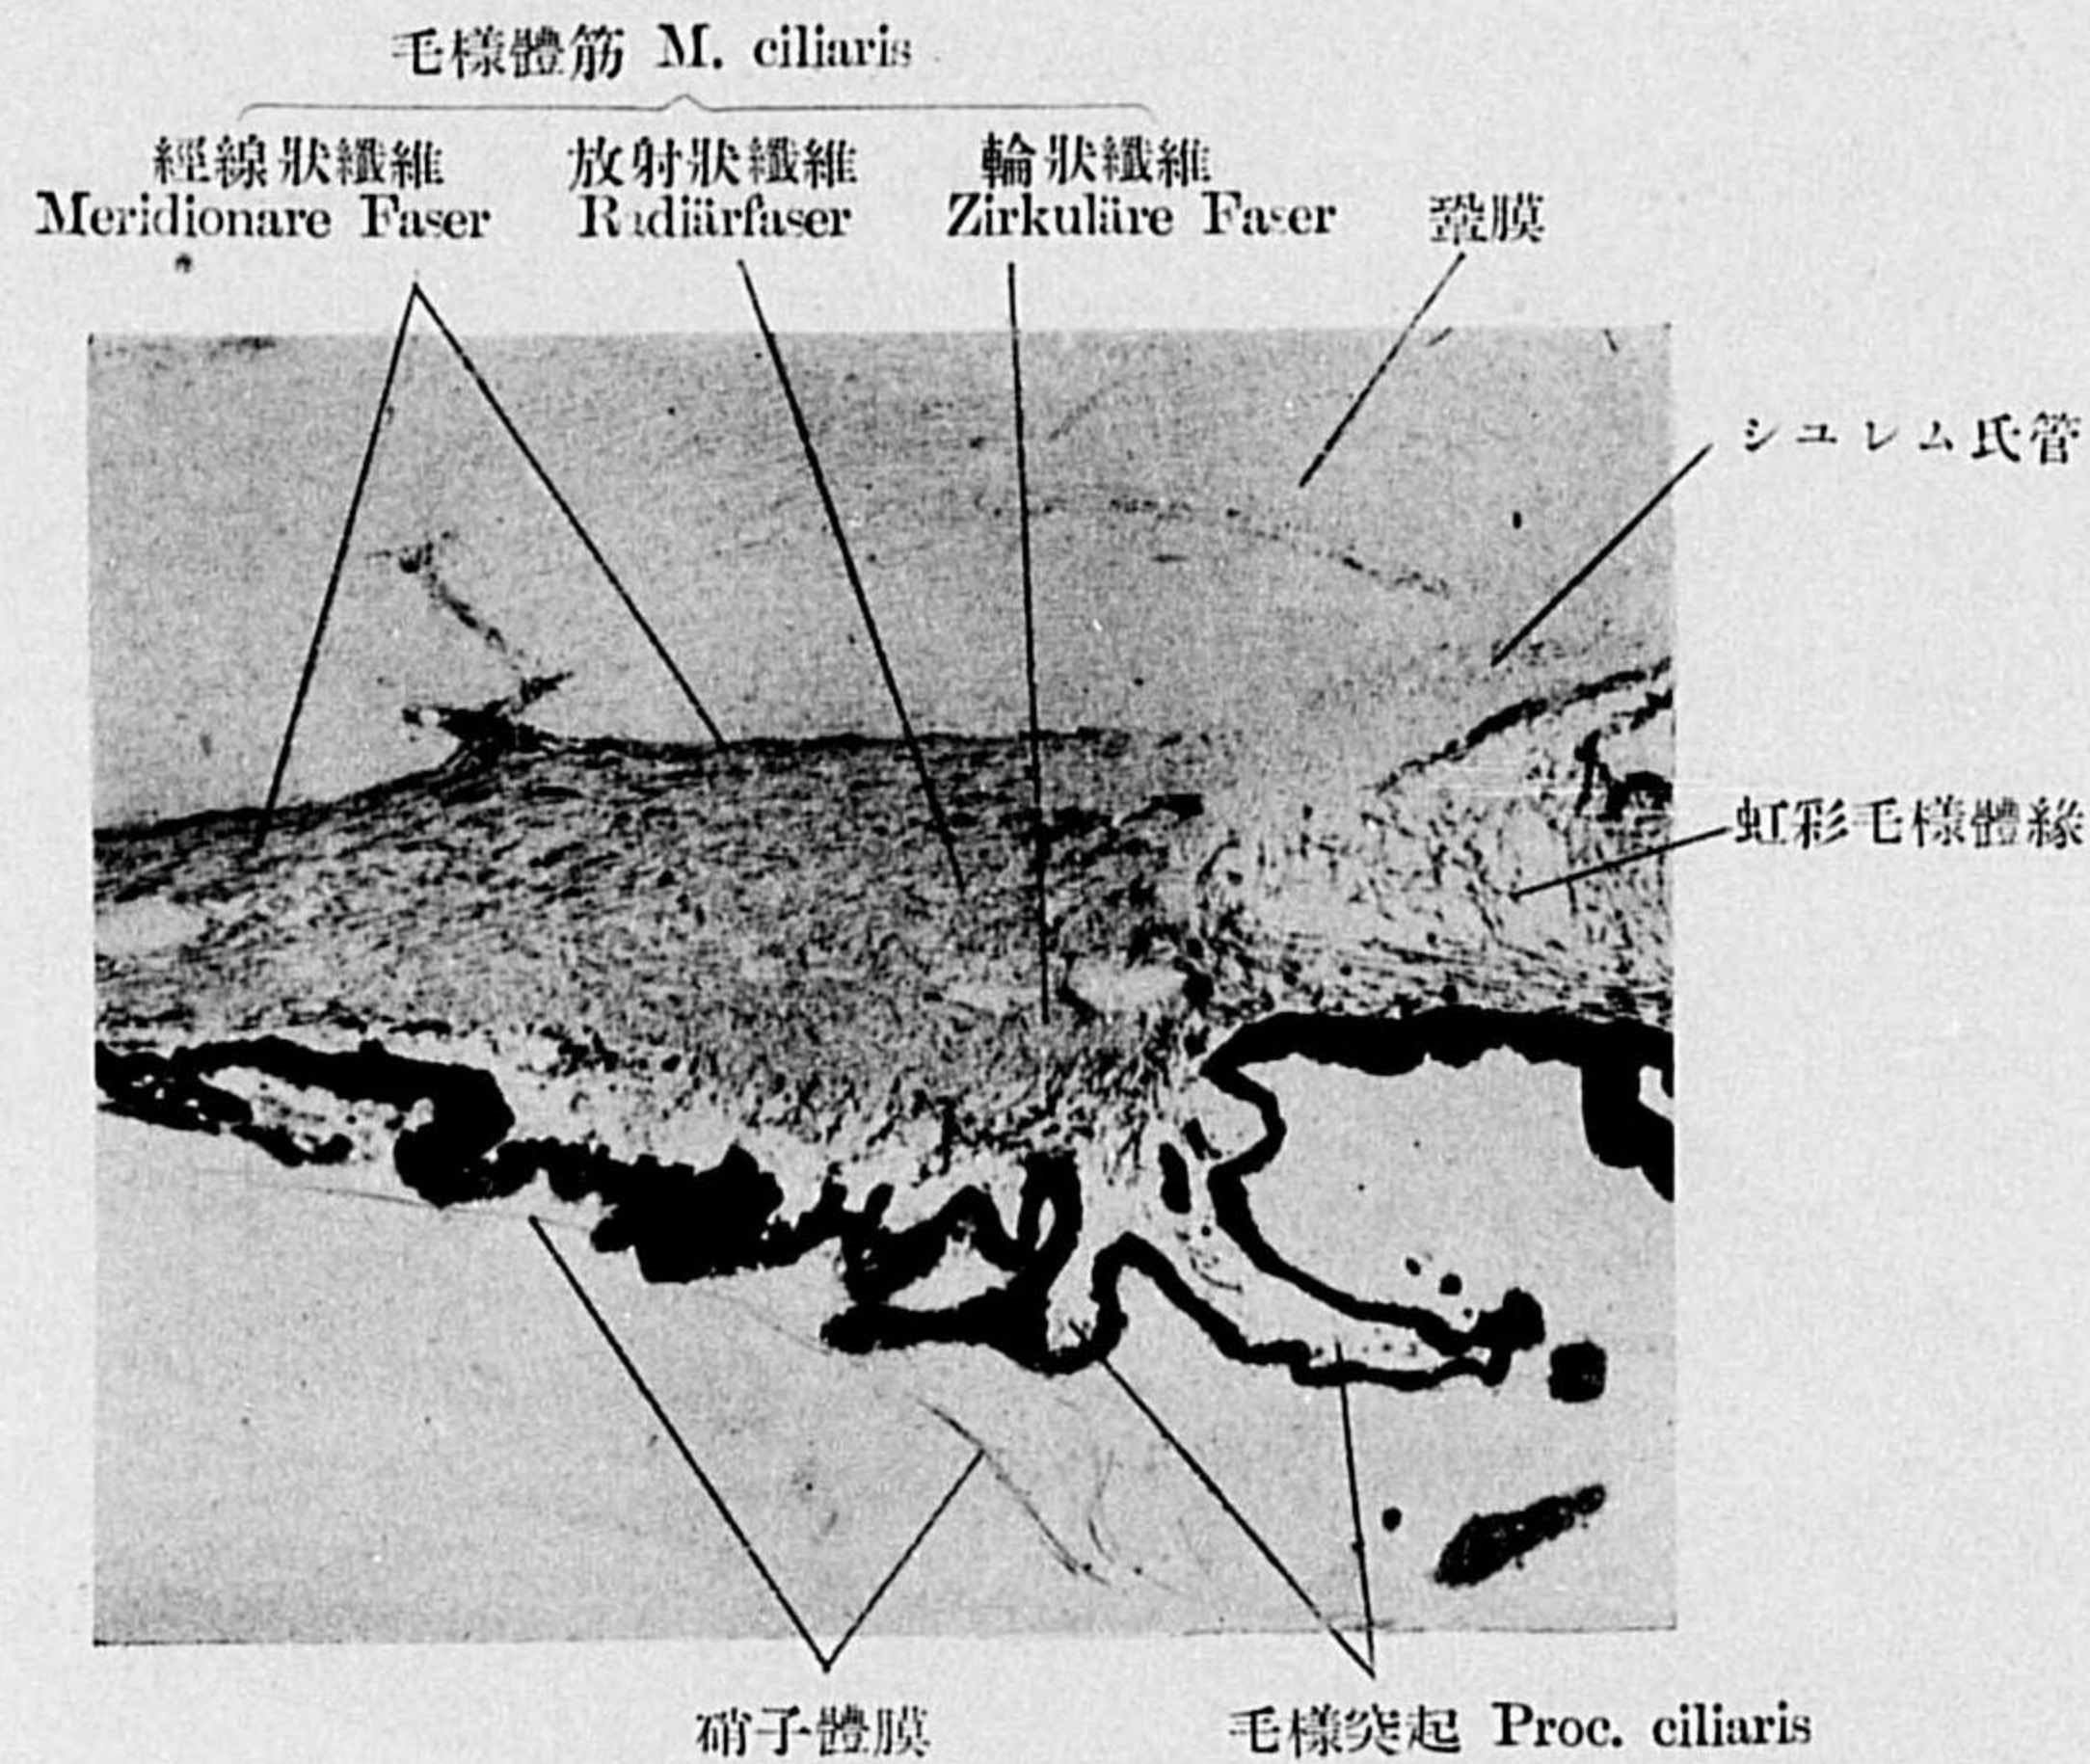 毛樣體筋 M. ciliaris
經線狀纖維
Meridionare Faser
放射狀纖維
Radiärfaser
輪狀纖維
Zirkuläre Faser
鞏膜
シユレム氏管
虹彩毛樣體緣
硝子體膜
毛樣突起 Proc. ciliaris